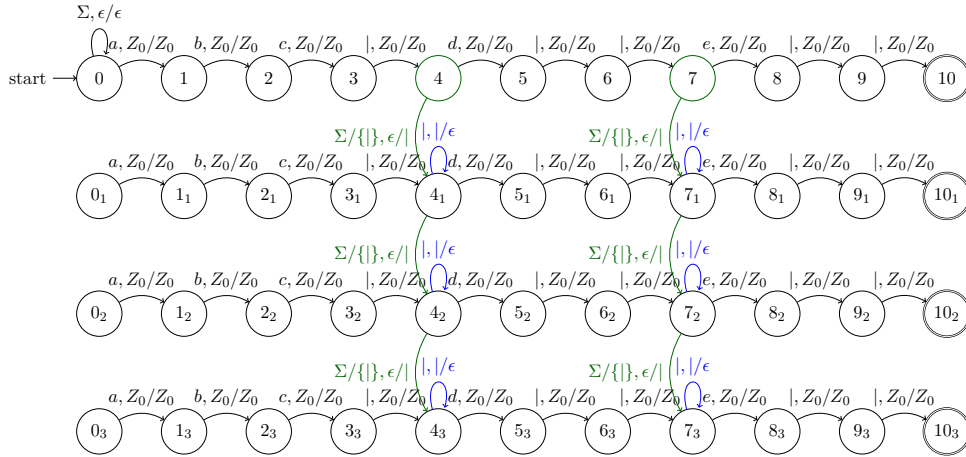 Σ, ϵ/ϵ
a, Z₀/Z₀ b, Z₀/Z₀ c, Z₀/Z₀ |, Z₀/Z₀ d, Z₀/Z₀ |, Z₀/Z₀ |, Z₀/Z₀ e, Z₀/Z₀ |, Z₀/Z₀ |, Z₀/Z₀
start 0 1 2 3 4 5 6 7 8 9 10
Σ/{|}, ϵ/| |, |/ϵ Σ/{|}, ϵ/| |, |/ϵ
a, Z₀/Z₀ b, Z₀/Z₀ c, Z₀/Z₀ |, Z₀/Z₀ d, Z₀/Z₀ |, Z₀/Z₀ |, Z₀/Z₀ e, Z₀/Z₀ |, Z₀/Z₀ |, Z₀/Z₀
0₁ 1₁ 2₁ 3₁ 4₁ 5₁ 6₁ 7₁ 8₁ 9₁ 10₁
Σ/{|}, ϵ/| |, |/ϵ Σ/{|}, ϵ/| |, |/ϵ
a, Z₀/Z₀ b, Z₀/Z₀ c, Z₀/Z₀ |, Z₀/Z₀ d, Z₀/Z₀ |, Z₀/Z₀ |, Z₀/Z₀ e, Z₀/Z₀ |, Z₀/Z₀ |, Z₀/Z₀
0₂ 1₂ 2₂ 3₂ 4₂ 5₂ 6₂ 7₂ 8₂ 9₂ 10₂
Σ/{|}, ϵ/| |, |/ϵ Σ/{|}, ϵ/| |, |/ϵ
a, Z₀/Z₀ b, Z₀/Z₀ c, Z₀/Z₀ |, Z₀/Z₀ d, Z₀/Z₀ |, Z₀/Z₀ |, Z₀/Z₀ e, Z₀/Z₀ |, Z₀/Z₀ |, Z₀/Z₀
0₃ 1₃ 2₃ 3₃ 4₃ 5₃ 6₃ 7₃ 8₃ 9₃ 10₃